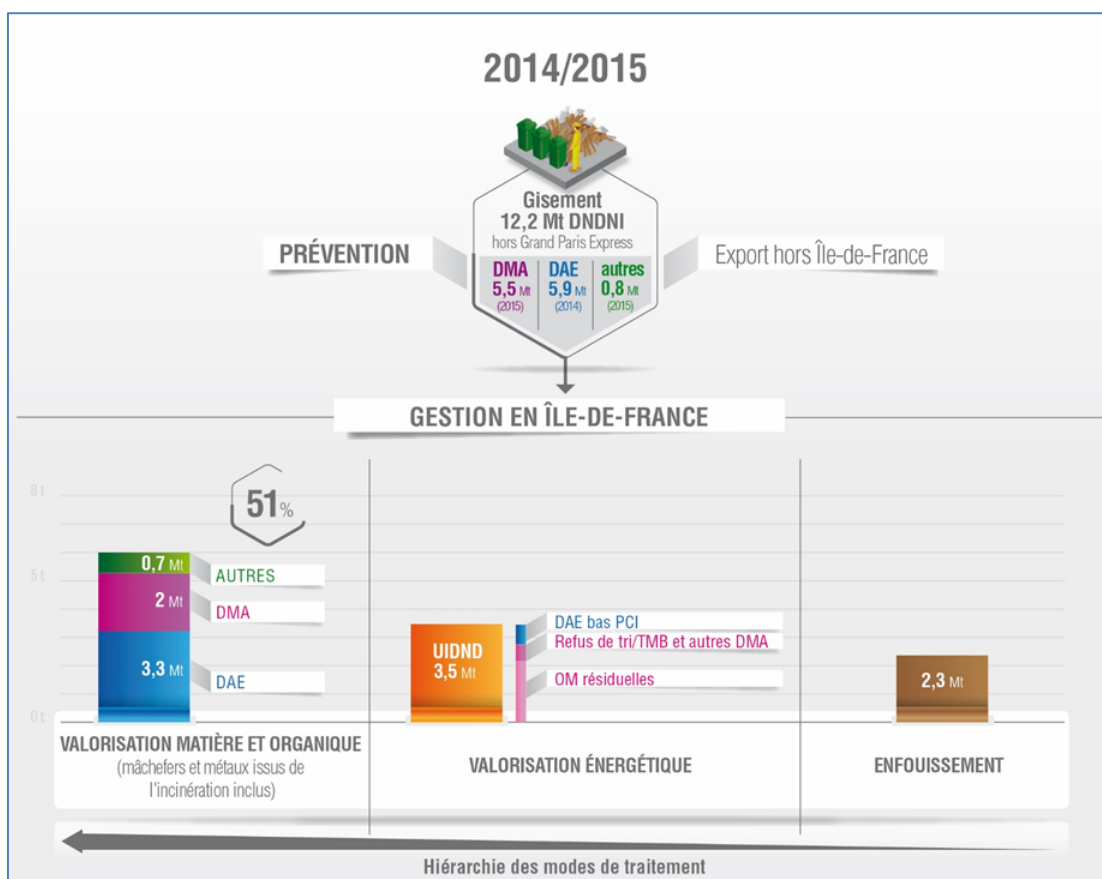 2014/2015
Gisement
12,2 Mt DNDNI
hors Grand Paris Express
PRÉVENTION
Export hors Île-de-France
DMA
5,5 Mt
(2015)
DAE
5,9 Mt
(2014)
autres
0,8 Mt
(2015)
GESTION EN ÎLE-DE-FRANCE
8t
5t
0t
51%
0,7 Mt
AUTRES
2 Mt
DMA
3,3 Mt
DAE
UIDND
3,5 Mt
DAE bas PCI
Refus de tri/TMB et autres DMA
OM résiduelles
2,3 Mt
VALORISATION MATIÈRE ET ORGANIQUE
(mâchefers et métaux issus de
l'incinération inclus)
VALORISATION ÉNERGÉTIQUE
ENFOUISSEMENT
Hiérarchie des modes de traitement